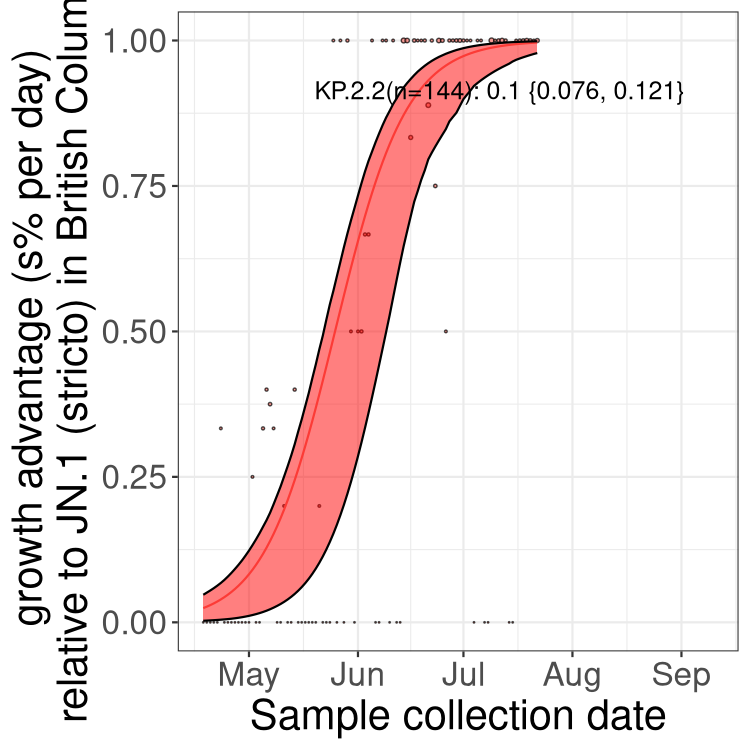 growth advantage (s% per day)
relative to JN.1 (stricto) in British Colum
1.00
0.75
0.50
0.25
0.00
KP.2.2(n=144): 0.1 {0.076, 0.121}
May Jun Jul Aug Sep
Sample collection date